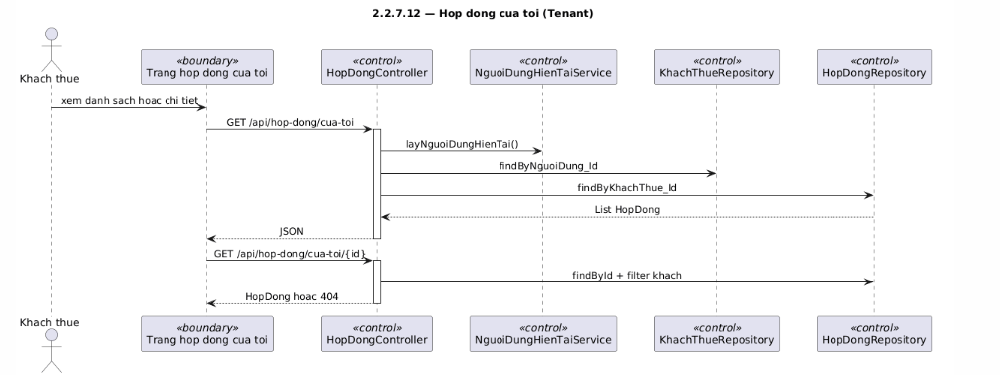 2.2.7.12 — Hop dong cua toi (Tenant)
Khach thue
«boundary»
Trang hop dong cua toi
«control»
HopDongController
«control»
NguoiDungHienTaiService
«control»
KhachThueRepository
«control»
HopDongRepository
xem danh sach hoac chi tiet
GET /api/hop-dong/cua-toi
layNguoiDungHienTai()
findByNguoiDung_Id
findByKhachThue_Id
List HopDong
JSON
GET /api/hop-dong/cua-toi/{id}
findById + filter khach
HopDong hoac 404
Khach thue
«boundary»
Trang hop dong cua toi
«control»
HopDongController
«control»
NguoiDungHienTaiService
«control»
KhachThueRepository
«control»
HopDongRepository